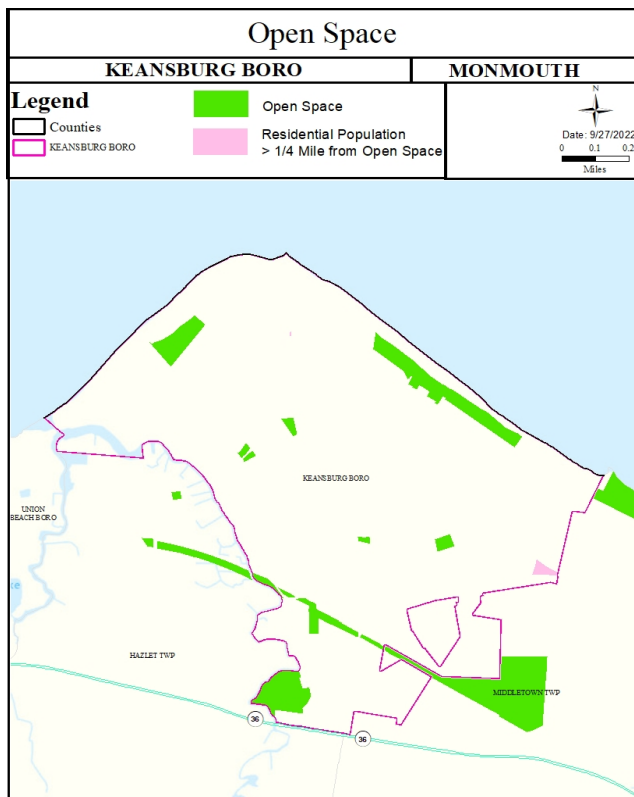 Open Space
KEANSBURG BORO
MONMOUTH
Legend
Counties
KEANSBURG BORO
Open Space
Residential Population
> 1/4 Mile from Open Space
N
Date: 9/27/2022
0 0.1 0.2
Miles
KEANSBURG BORO
UNION
BEACH BORO
HAZLET TWP
MIDDLETOWN TWP
36
36